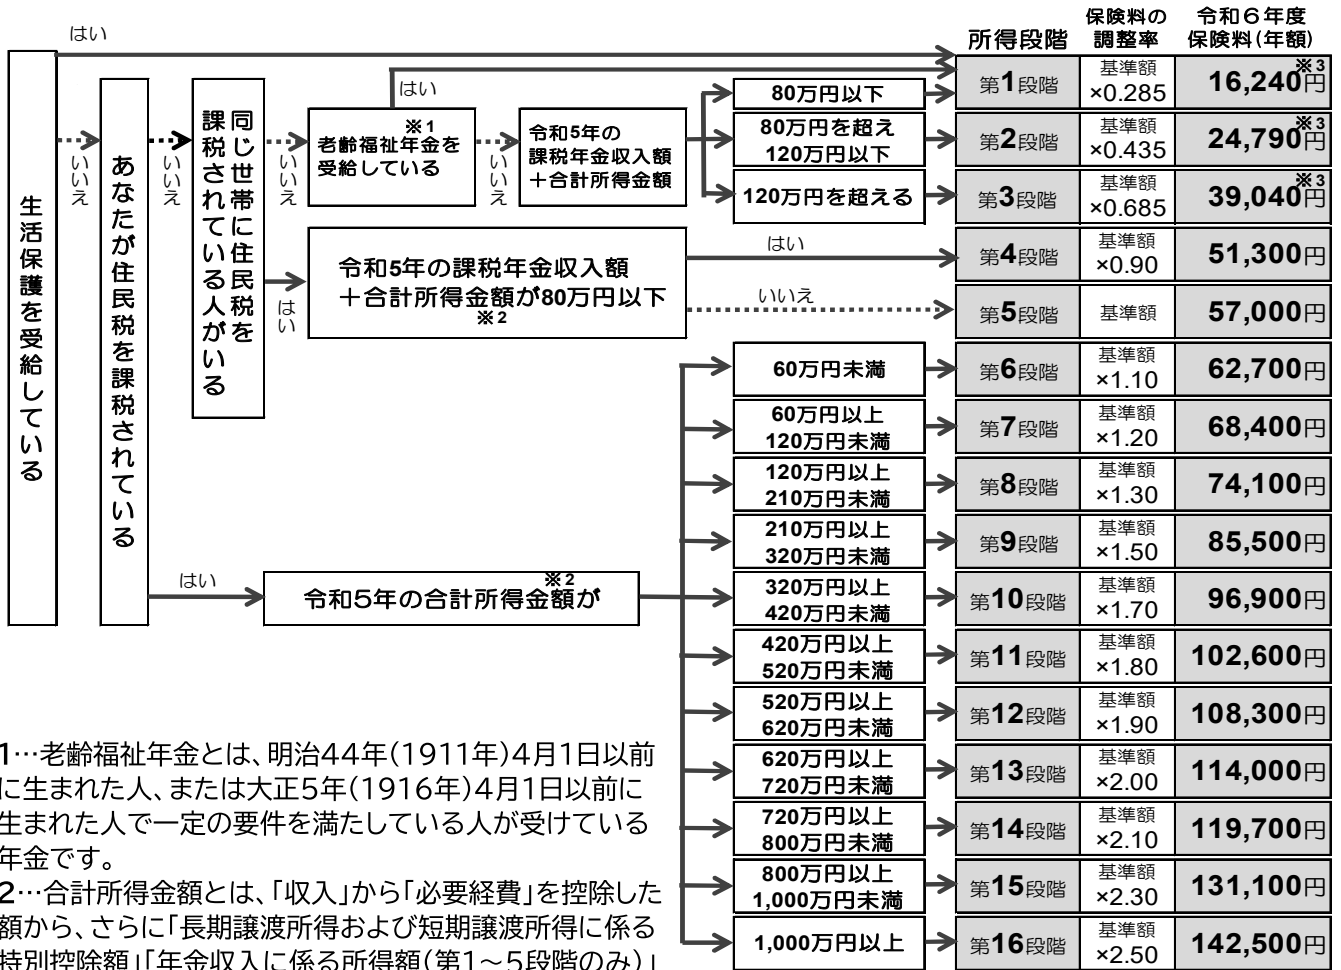 保険料の
調整率
令和6年度
保険料(年額)
所得段階
はい
生活保護を受給している
いいえ
あなたが住民税を課税されている
いいえ
同じ世帯に住民税を
課税されている人がいる
いいえ
はい
はい
※1
老齢福祉年金を
受給している
いいえ
令和5年の
課税年金収入額
＋合計所得金額
80万円以下
第1段階
基準額
×0.285
※3
16,240円
80万円を超え
120万円以下
第2段階
基準額
×0.435
※3
24,790円
120万円を超える
第3段階
基準額
×0.685
※3
39,040円
令和5年の課税年金収入額
＋合計所得金額が80万円以下
※2
はい
第4段階
基準額
×0.90
51,300円
いいえ
第5段階
基準額
57,000円
はい
令和5年の合計所得金額が
※2
60万円未満
第6段階
基準額
×1.10
62,700円
60万円以上
120万円未満
第7段階
基準額
×1.20
68,400円
120万円以上
210万円未満
第8段階
基準額
×1.30
74,100円
210万円以上
320万円未満
第9段階
基準額
×1.50
85,500円
320万円以上
420万円未満
第10段階
基準額
×1.70
96,900円
420万円以上
520万円未満
第11段階
基準額
×1.80
102,600円
520万円以上
620万円未満
第12段階
基準額
×1.90
108,300円
620万円以上
720万円未満
第13段階
基準額
×2.00
114,000円
720万円以上
800万円未満
第14段階
基準額
×2.10
119,700円
800万円以上
1,000万円未満
第15段階
基準額
×2.30
131,100円
1,000万円以上
第16段階
基準額
×2.50
142,500円
1…老齢福祉年金とは、明治44年(1911年)4月1日以前
に生まれた人、または大正5年(1916年)4月1日以前に
生まれた人で一定の要件を満たしている人が受けている
年金です。
2…合計所得金額とは、「収入」から「必要経費」を控除した
額から、さらに「長期譲渡所得および短期譲渡所得に係る
特別控除額」「年金収入に係る所得額(第1～5段階のみ)」